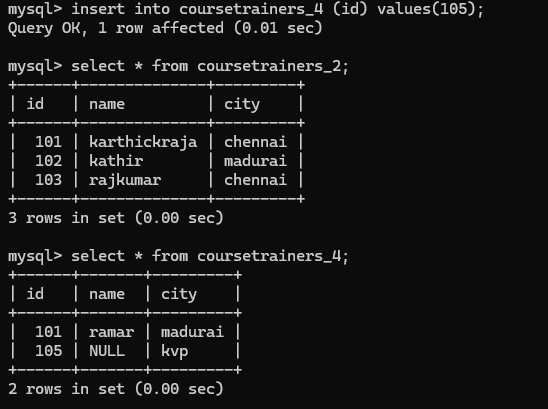 mysql> insert into coursetrainers_4 (id) values(105);
Query OK, 1 row affected (0.01 sec)
mysql> select * from coursetrainers_2;
+------+--------------+---------+
| id   | name         | city    |
+------+--------------+---------+
|  101 | karthickraja | chennai |
|  102 | kathir       | madurai |
|  103 | rajkumar     | chennai |
+------+--------------+---------+
3 rows in set (0.00 sec)
mysql> select * from coursetrainers_4;
+------+-------+---------+
| id   | name  | city    |
+------+-------+---------+
|  101 | ramar | madurai |
|  105 | NULL  | kvp     |
+------+-------+---------+
2 rows in set (0.00 sec)